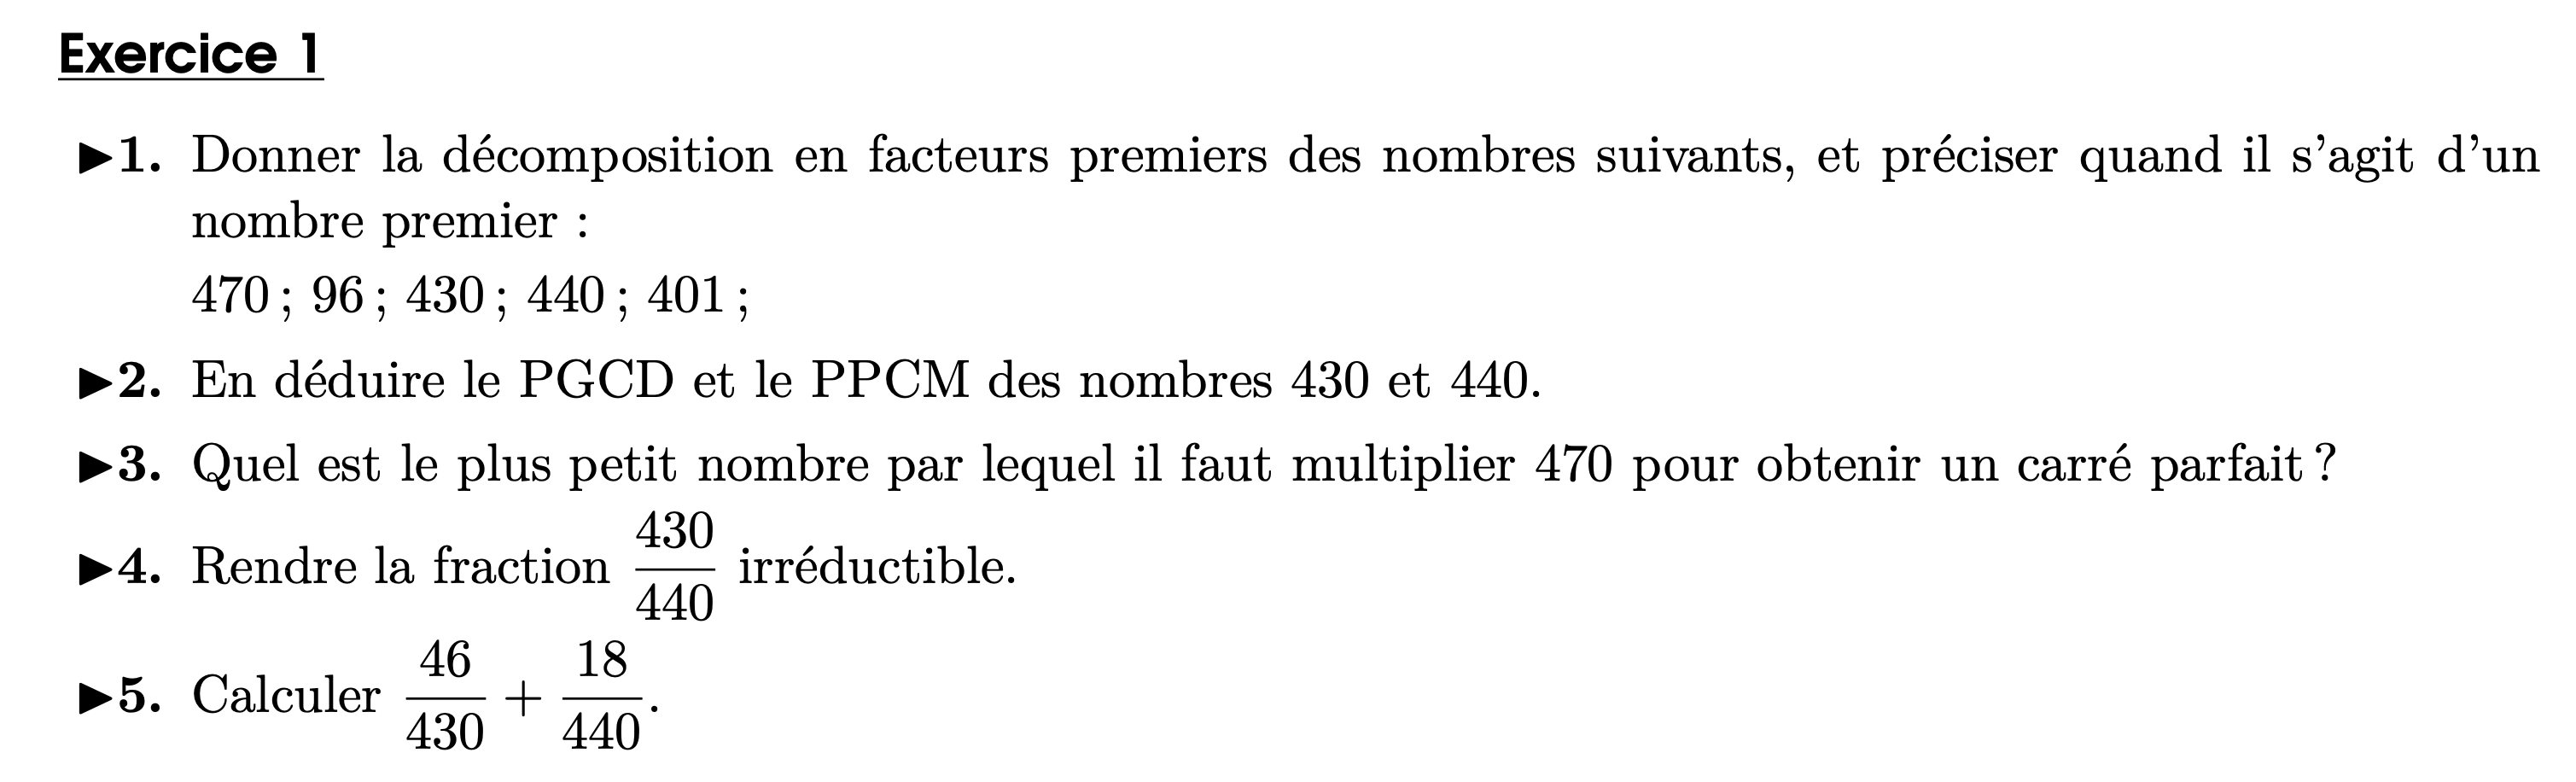 Exercice 1
▶1. Donner la décomposition en facteurs premiers des nombres suivants, et préciser quand il s'agit d'un
nombre premier :
470 ; 96 ; 430 ; 440 ; 401 ;
▶2. En déduire le PGCD et le PPCM des nombres 430 et 440.
▶3. Quel est le plus petit nombre par lequel il faut multiplier 470 pour obtenir un carré parfait ?
▶4. Rendre la fraction 430/440 irréductible.
▶5. Calculer 46/430 + 18/440.